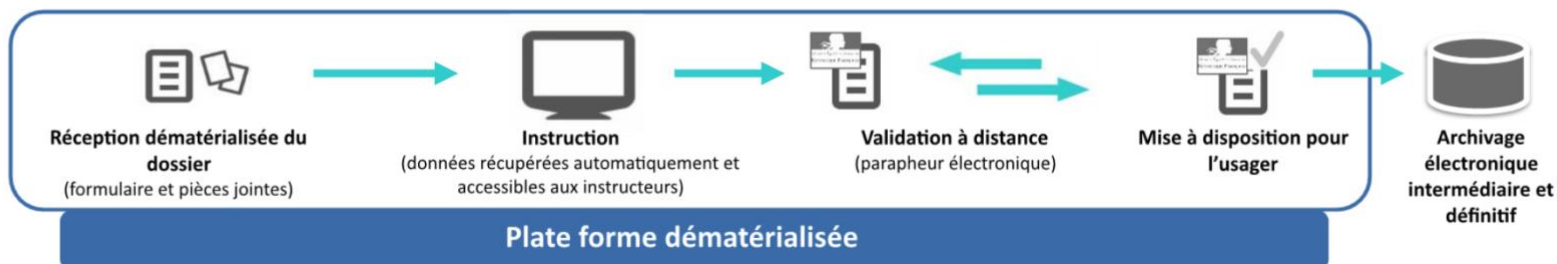 Réception dématérialisée du
dossier
(formulaire et pièces jointes)
Instruction
(données récupérées automatiquement et
accessibles aux instructeurs)
Validation à distance
(parapheur électronique)
Mise à disposition pour
l'usager
Archivage
électronique
intermédiaire et
définitif
Plate forme dématérialisée